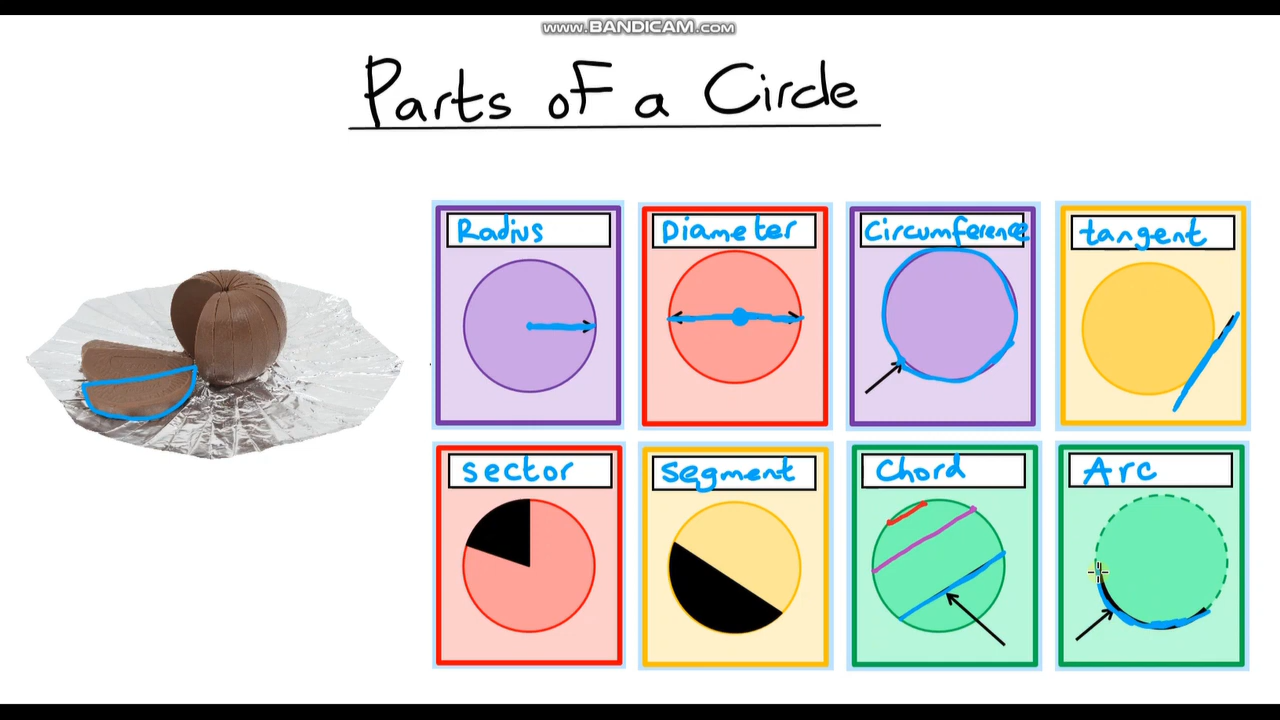 www.BANDICAM.com
Parts of a Circle
Radius
Diameter
Circumference
tangent
sector
segment
Chord
Arc